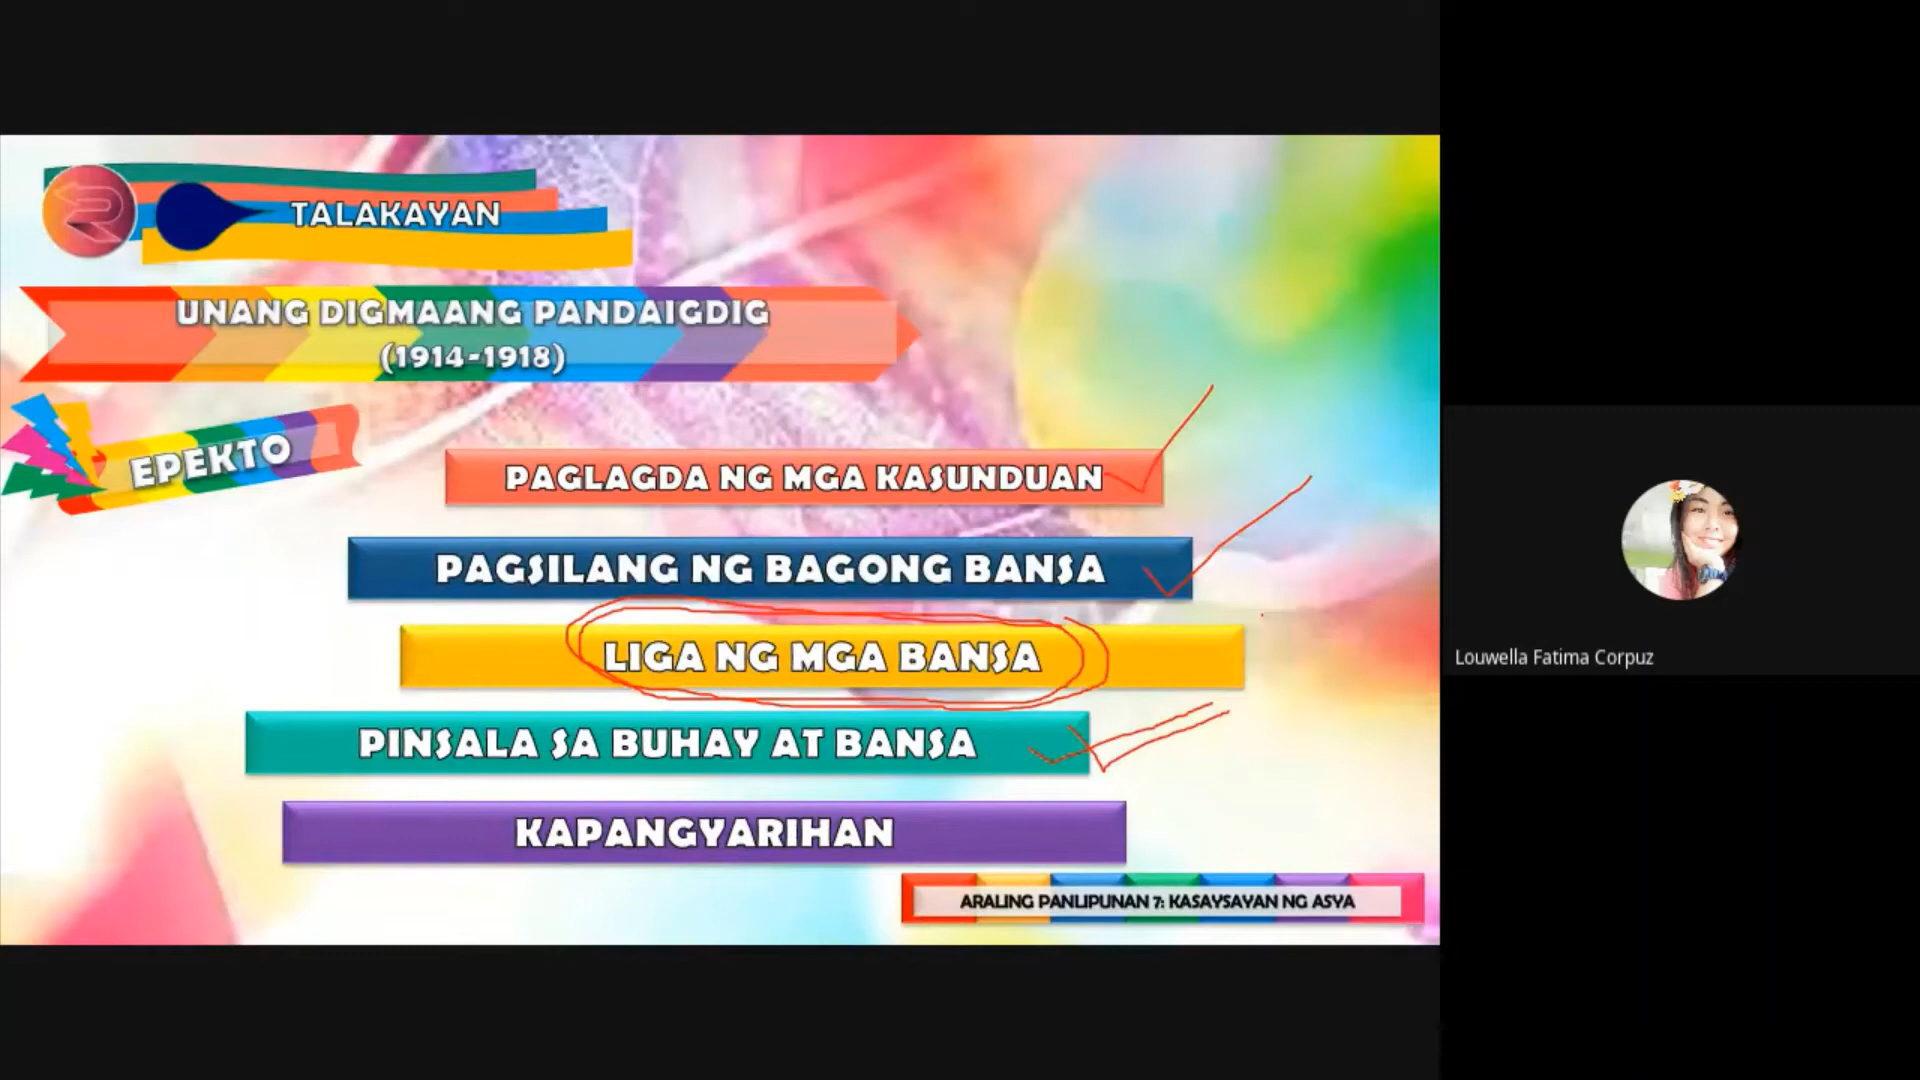 TALAKAYAN
UNANG DIGMAANG PANDAIGDIG
(1914-1918)
EPEKTO
PAGLAGDA NG MGA KASUNDUAN
PAGSILANG NG BAGONG BANSA
LIGA NG MGA BANSA
PINSALA SA BUHAY AT BANSA
KAPANGYARIHAN
ARALING PANLIPUNAN 7: KASAYSAYAN NG ASYA
Louwella Fatima Corpuz